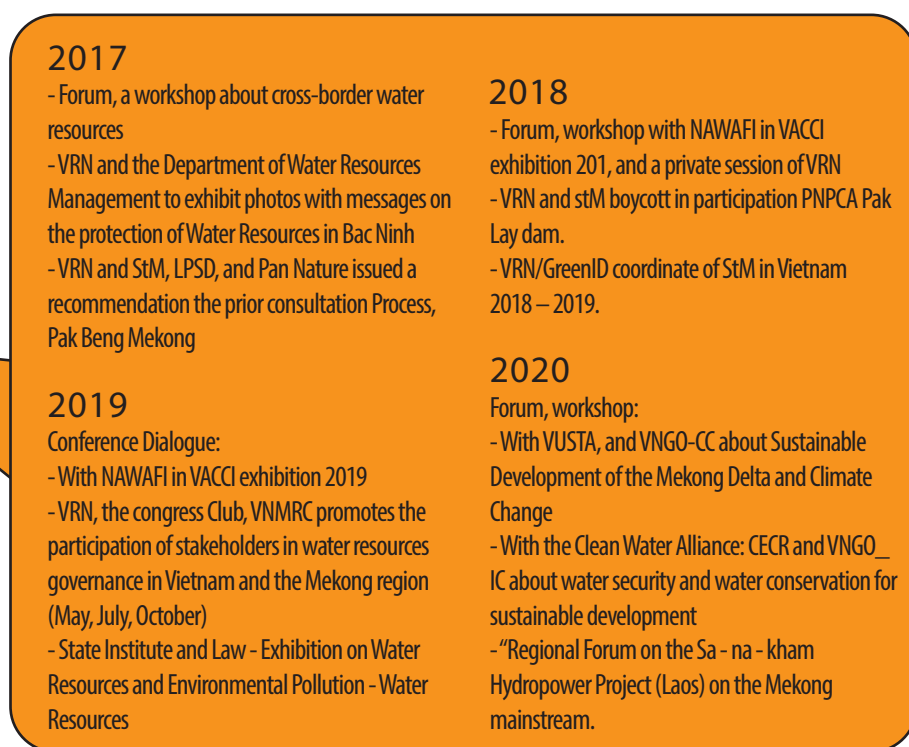 2017
- Forum, a workshop about cross-border water
resources
- VRN and the Department of Water Resources
Management to exhibit photos with messages on
the protection of Water Resources in Bac Ninh
- VRN and StM, LPSD, and Pan Nature issued a
recommendation the prior consultation Process,
Pak Beng Mekong
2019
Conference Dialogue:
- With NAWAFI in VACCI exhibition 2019
- VRN, the congress Club, VNMRC promotes the
participation of stakeholders in water resources
governance in Vietnam and the Mekong region
(May, July, October)
- State Institute and Law - Exhibition on Water
Resources and Environmental Pollution - Water
Resources
2018
- Forum, workshop with NAWAFI in VACCI
exhibition 201, and a private session of VRN
- VRN and stM boycott in participation PNPCA Pak
Lay dam.
- VRN/GreenID coordinate of StM in Vietnam
2018 – 2019.
2020
Forum, workshop:
- With VUSTA, and VNGO-CC about Sustainable
Development of the Mekong Delta and Climate
Change
- With the Clean Water Alliance: CECR and VNGO_
IC about water security and water conservation for
sustainable development
- “Regional Forum on the Sa - na - kham
Hydropower Project (Laos) on the Mekong
mainstream.